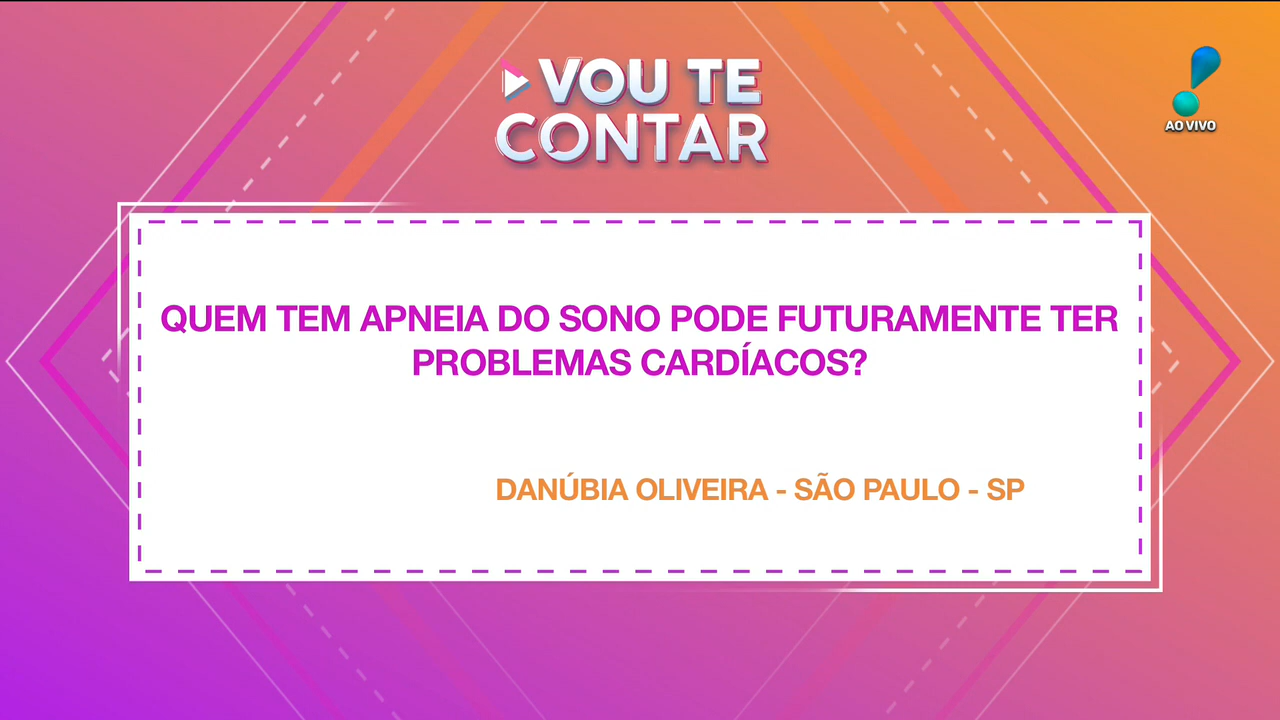 VOU TE
CONTAR
AO VIVO
QUEM TEM APNEIA DO SONO PODE FUTURAMENTE TER
PROBLEMAS CARDÍACOS?
DANÚBIA OLIVEIRA - SÃO PAULO - SP